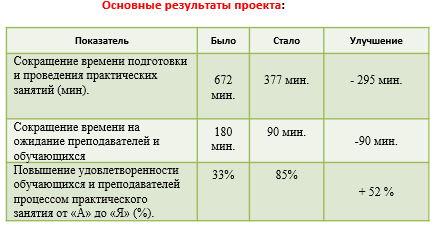 Основные результаты проекта:
Показатель Было Стало Улучшение
Сокращение времени подготовки
и проведения практических
занятий (мин).
672
мин.
377 мин.
- 295 мин.
Сокращение времени на
ожидание преподавателей и
обучающихся
180
мин.
90 мин.
-90 мин.
Повышение удовлетворенности
обучающихся и преподавателей
процессом практического
занятия от «А» до «Я» (%).
33%
85%
+ 52 %